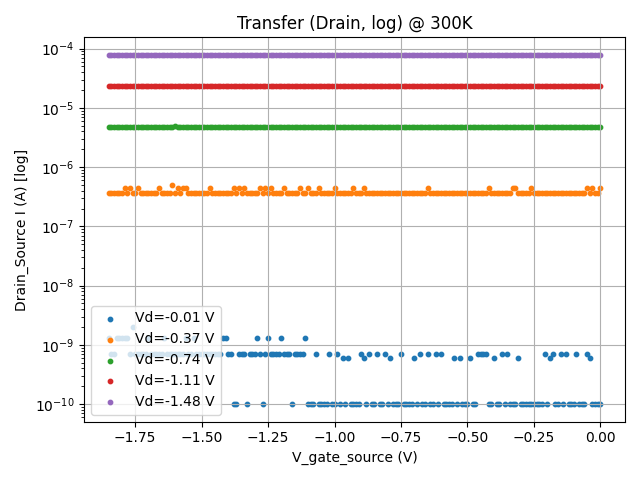 Transfer (Drain, log) @ 300K
Drain_Source I (A) [log]
10⁻⁴
10⁻⁵
10⁻⁶
10⁻⁷
10⁻⁸
10⁻⁹
10⁻¹⁰
Vd=-0.01 V
Vd=-0.37 V
Vd=-0.74 V
Vd=-1.11 V
Vd=-1.48 V
−1.75 −1.50 −1.25 −1.00 −0.75 −0.50 −0.25 0.00
V_gate_source (V)